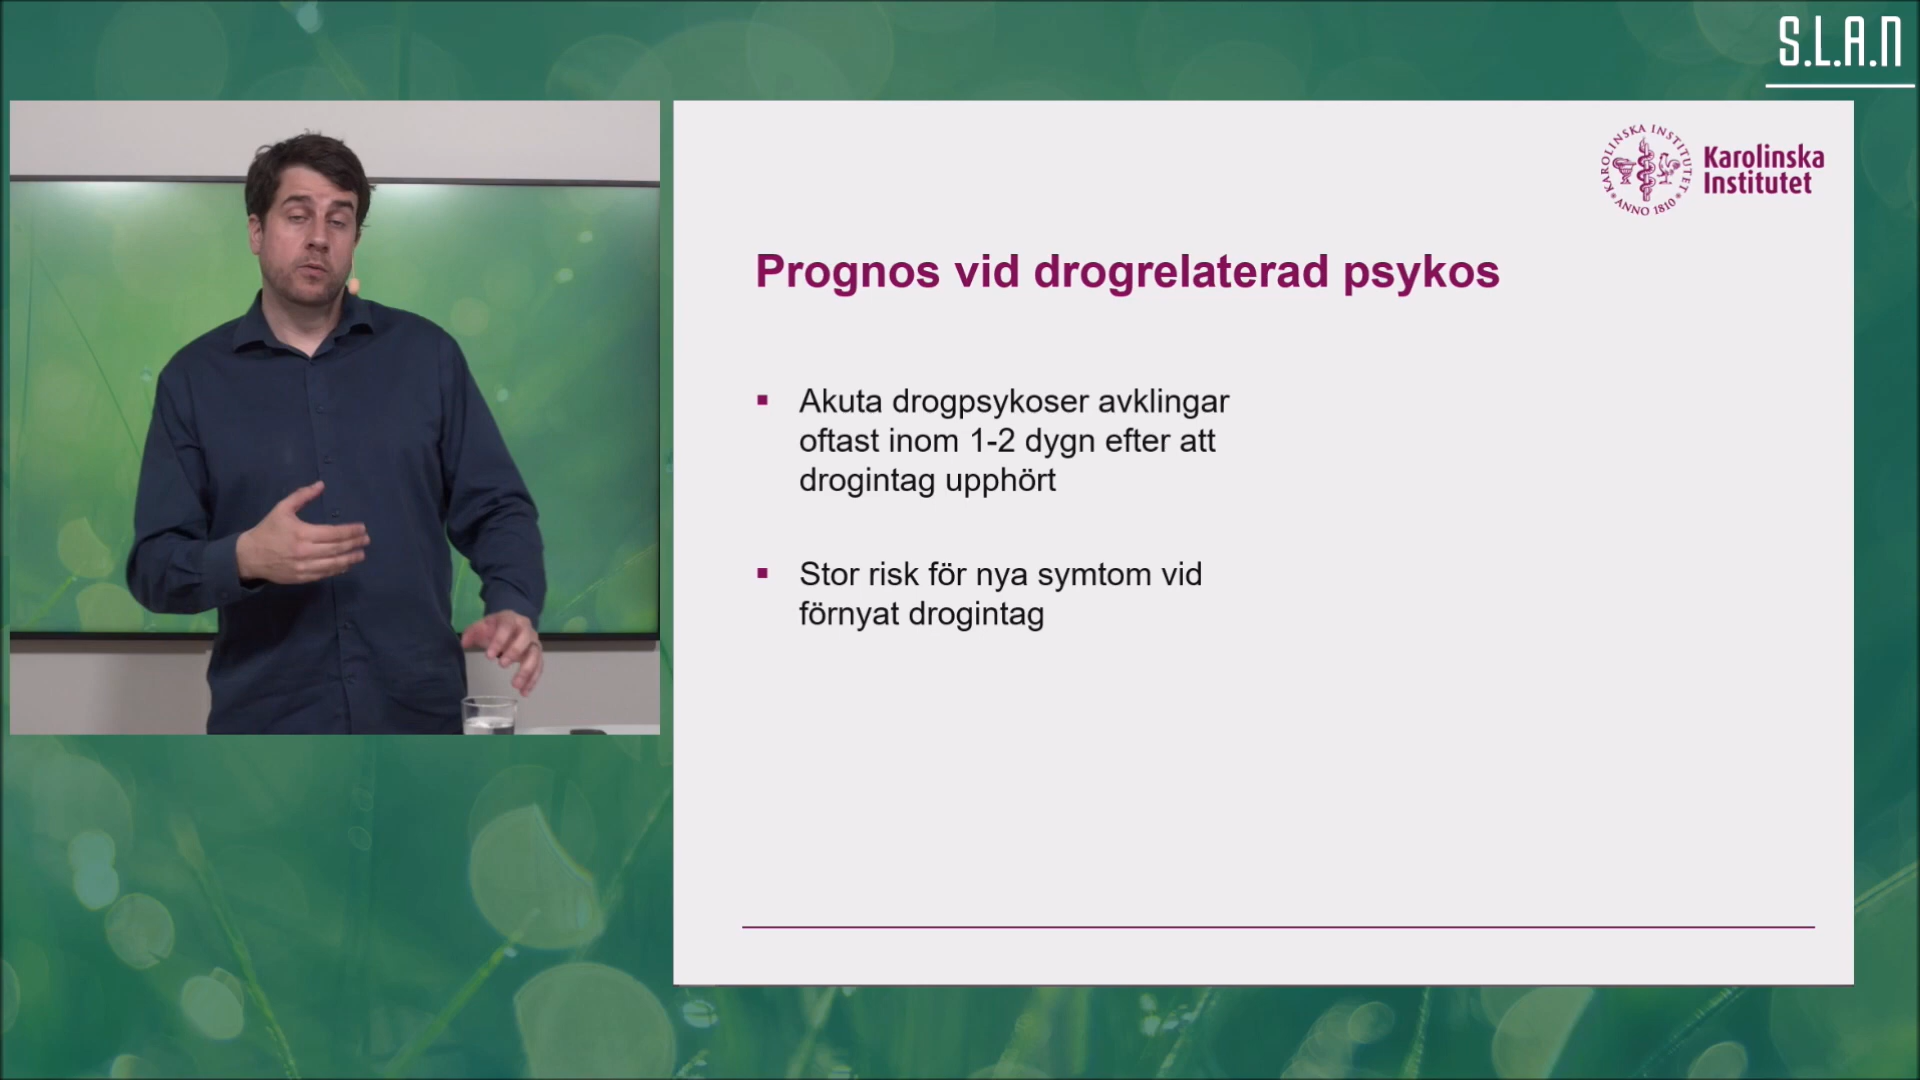 S.L.A.N
KAROLINSKA INSTITUTET
ANNO 1810
Karolinska
Institutet
Prognos vid drogrelaterad psykos
Akuta drogpsykoser avklingar
oftast inom 1-2 dygn efter att
drogintag upphört
Stor risk för nya symtom vid
förnyat drogintag